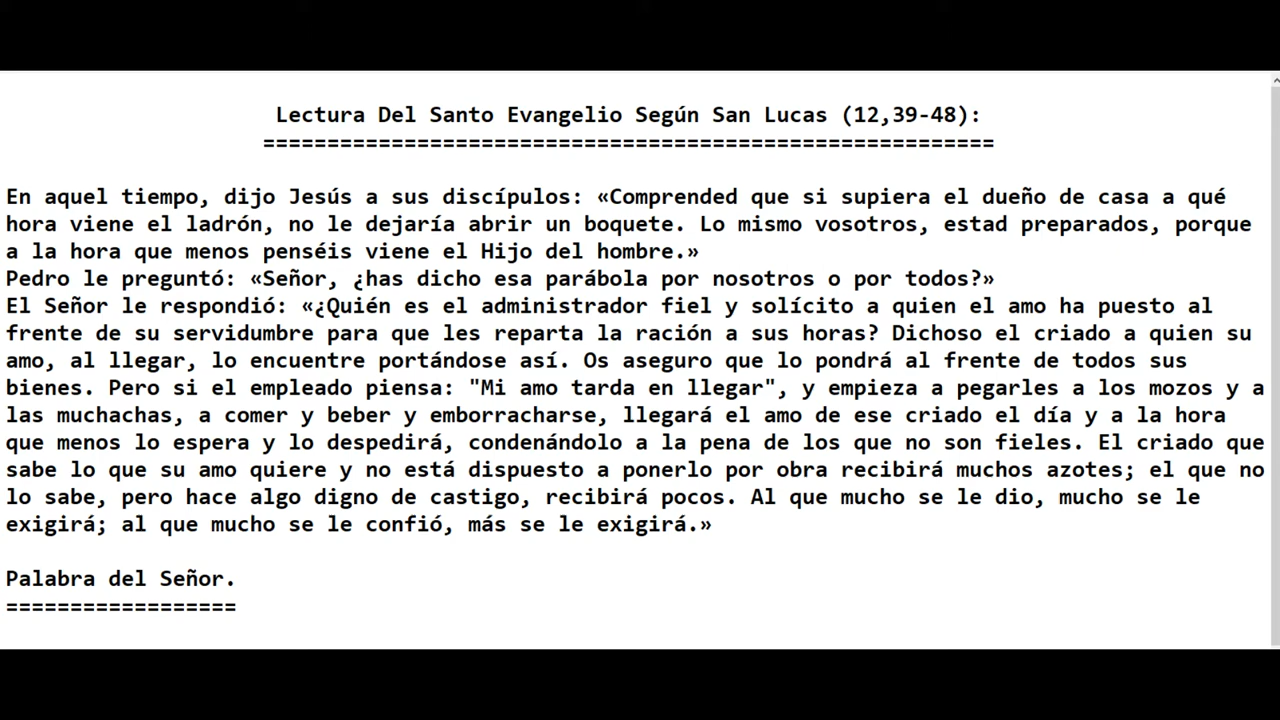 Lectura Del Santo Evangelio Según San Lucas (12,39-48):
=========================================================
En aquel tiempo, dijo Jesús a sus discípulos: «Comprended que si supiera el dueño de casa a qué
hora viene el ladrón, no le dejaría abrir un boquete. Lo mismo vosotros, estad preparados, porque
a la hora que menos penséis viene el Hijo del hombre.»
Pedro le preguntó: «Señor, ¿has dicho esa parábola por nosotros o por todos?»
El Señor le respondió: «¿Quién es el administrador fiel y solícito a quien el amo ha puesto al
frente de su servidumbre para que les reparta la ración a sus horas? Dichoso el criado a quien su
amo, al llegar, lo encuentre portándose así. Os aseguro que lo pondrá al frente de todos sus
bienes. Pero si el empleado piensa: "Mi amo tarda en llegar", y empieza a pegarles a los mozos y a
las muchachas, a comer y beber y emborracharse, llegará el amo de ese criado el día y a la hora
que menos lo espera y lo despedirá, condenándolo a la pena de los que no son fieles. El criado que
sabe lo que su amo quiere y no está dispuesto a ponerlo por obra recibirá muchos azotes; el que no
lo sabe, pero hace algo digno de castigo, recibirá pocos. Al que mucho se le dio, mucho se le
exigirá; al que mucho se le confió, más se le exigirá.»
Palabra del Señor.
==================